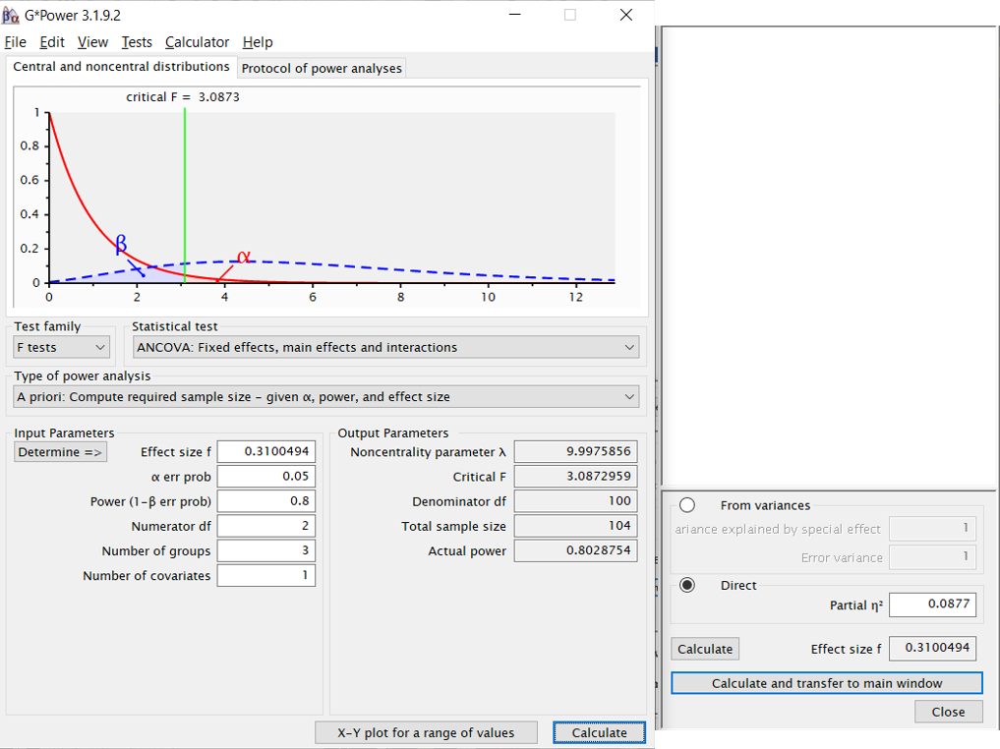 G*Power 3.1.9.2
File Edit View Tests Calculator Help
Central and noncentral distributions Protocol of power analyses
critical F = 3.0873
1
0.8
0.6
0.4
0.2
0
β
α
0 2 4 6 8 10 12
Test family Statistical test
F tests ANCOVA: Fixed effects, main effects and interactions
Type of power analysis
A priori: Compute required sample size – given α, power, and effect size
Input Parameters
Determine => Effect size f 0.3100494
α err prob 0.05
Power (1–β err prob) 0.8
Numerator df 2
Number of groups 3
Number of covariates 1
Output Parameters
Noncentrality parameter λ 9.9975856
Critical F 3.0872959
Denominator df 100
Total sample size 104
Actual power 0.8028754
X–Y plot for a range of values Calculate
From variances
ariance explained by special effect 1
Error variance 1
Direct
Partial η² 0.0877
Calculate Effect size f 0.3100494
Calculate and transfer to main window
Close